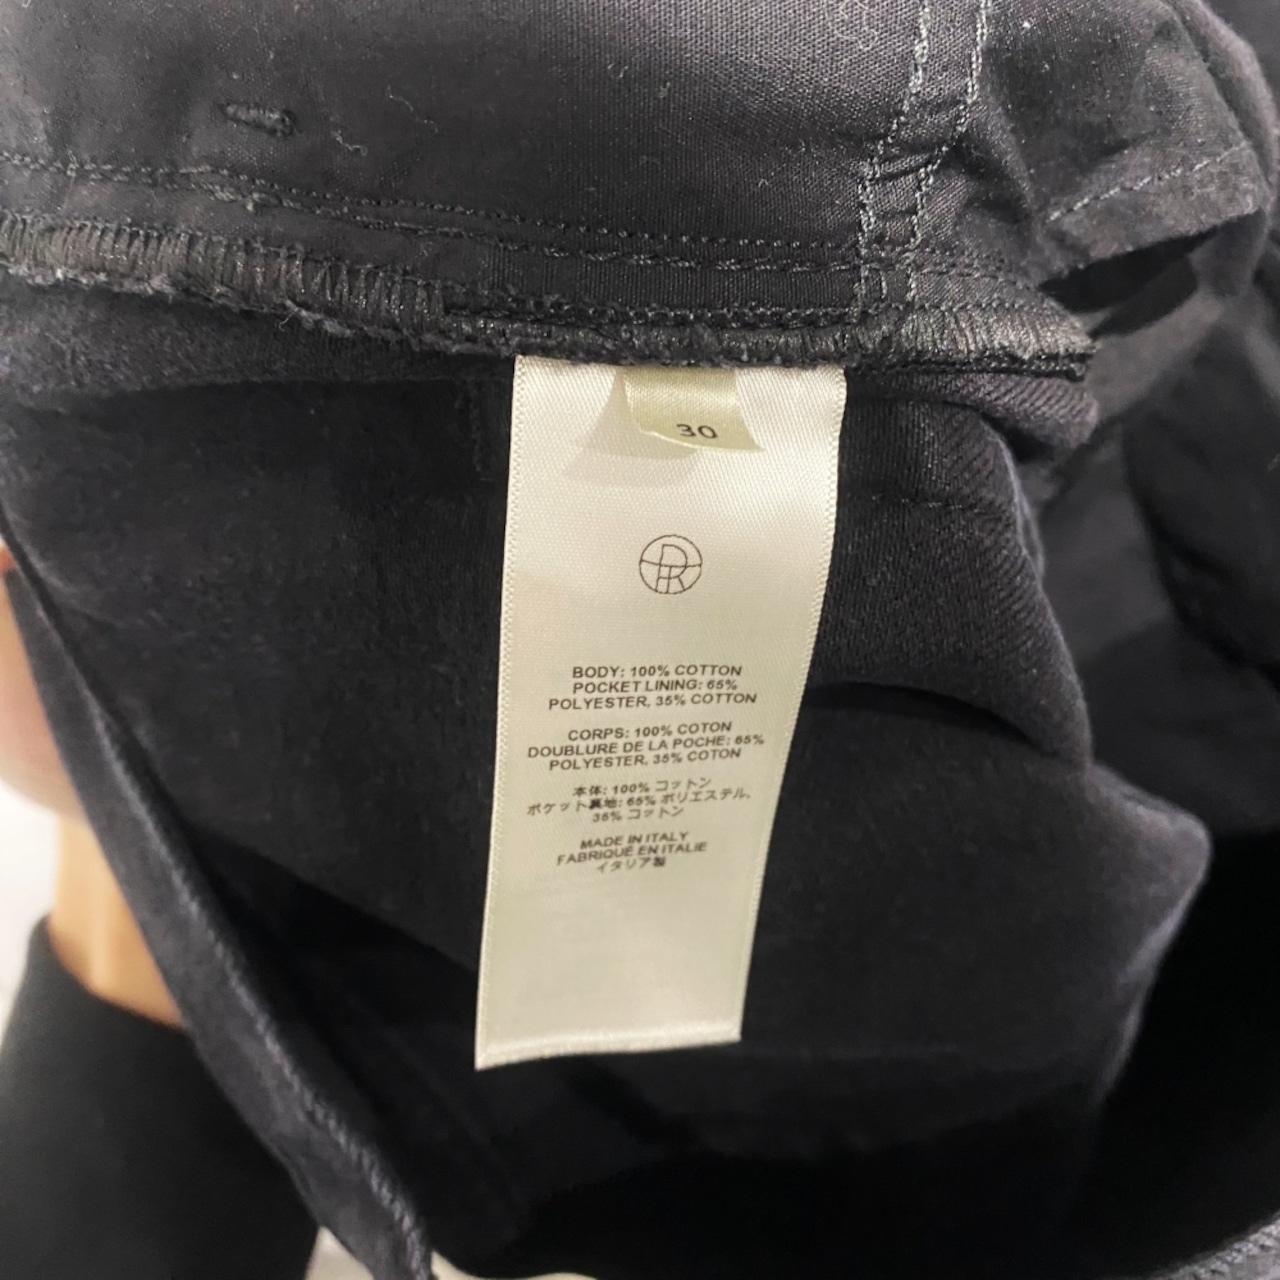 30
BODY: 100% COTTON
POCKET LINING: 65%
POLYESTER, 35% COTTON
CORPS: 100% COTON
DOUBLURE DE LA POCHE: 65%
POLYESTER, 35% COTON
本体: 100% コットン
ポケット裏地: 65% ポリエステル,
35% コットン
MADE IN ITALY
FABRIQUÉ EN ITALIE
イタリア製